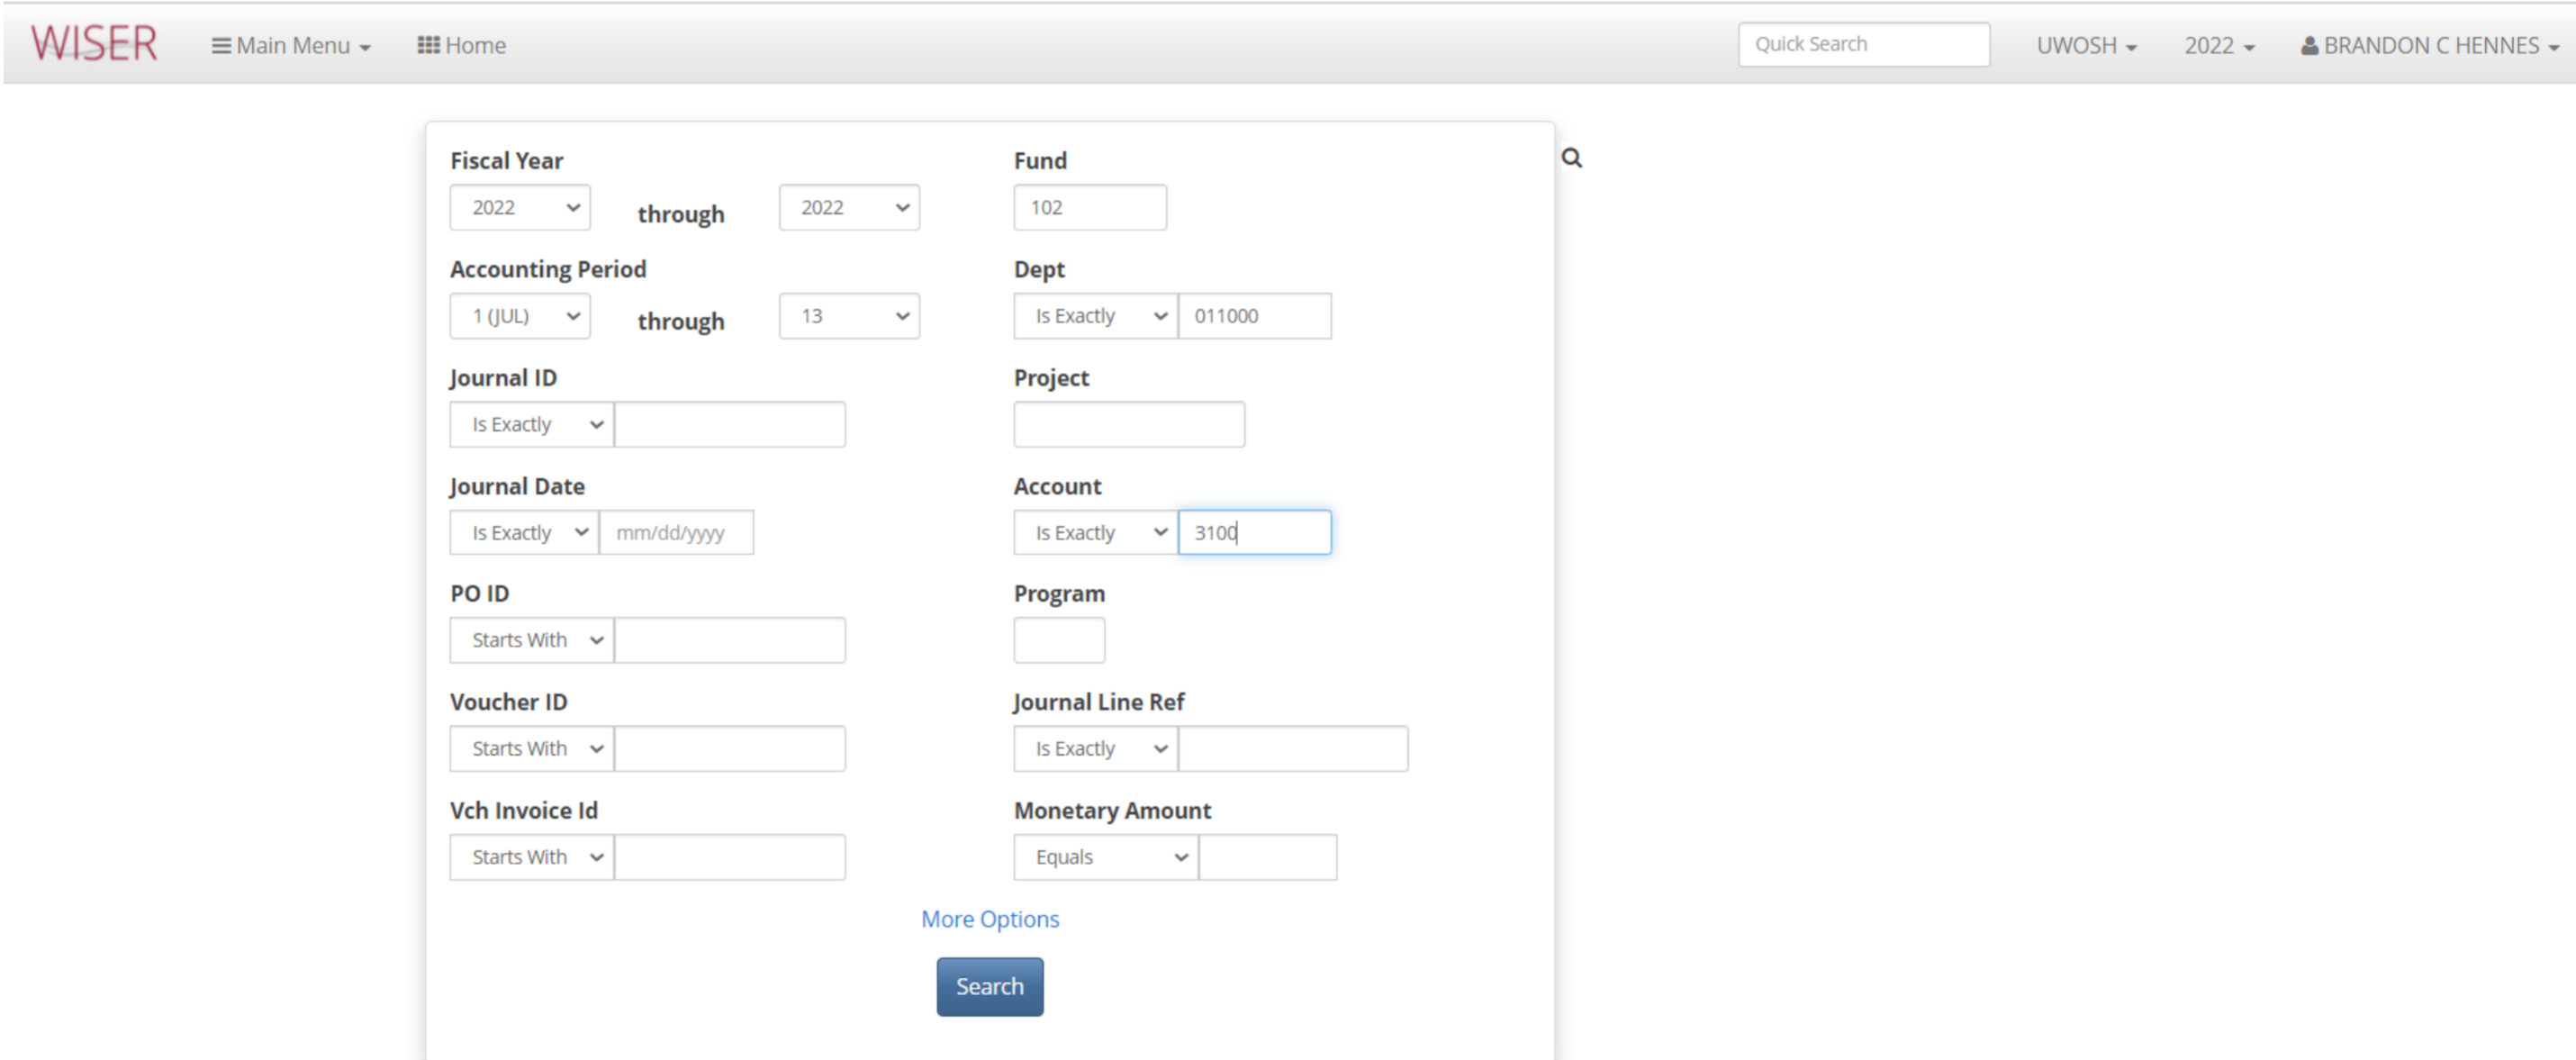 WISER Main Menu Home Quick Search UWOSH 2022 BRANDON C HENNES
Fiscal Year Fund
2022 through 2022 102
Accounting Period Dept
1 (JUL) through 13 Is Exactly 011000
Journal ID Project
Is Exactly
Journal Date Account
Is Exactly mm/dd/yyyy Is Exactly 3100
PO ID Program
Starts With
Voucher ID Journal Line Ref
Starts With Is Exactly
Vch Invoice Id Monetary Amount
Starts With Equals
More Options
Search